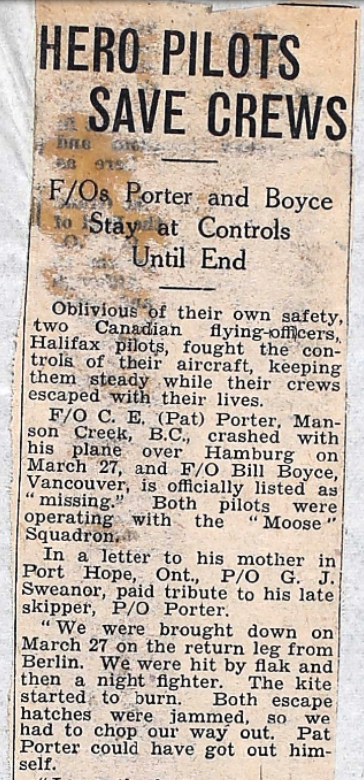 HERO PILOTS
SAVE CREWS
F/Os Porter and Boyce
Stay at Controls
Until End
Oblivious of their own safety,
two Canadian flying-officers,
Halifax pilots, fought the con-
trols of their aircraft, keeping
them steady while their crews
escaped with their lives.
F/O C. E. (Pat) Porter, Man-
son Creek, B.C., crashed with
his plane over Hamburg on
March 27, and F/O Bill Boyce,
Vancouver, is officially listed as
"missing." Both pilots were
operating with the "Moose"
Squadron.
In a letter to his mother in
Port Hope, Ont., P/O G. J.
Sweanor, paid tribute to his late
skipper, P/O Porter.
"We were brought down on
March 27 on the return leg from
Berlin. We were hit by flak and
then a night fighter. The kite
started to burn. Both escape
hatches were jammed, so we
had to chop our way out. Pat
Porter could have got out him-
self.